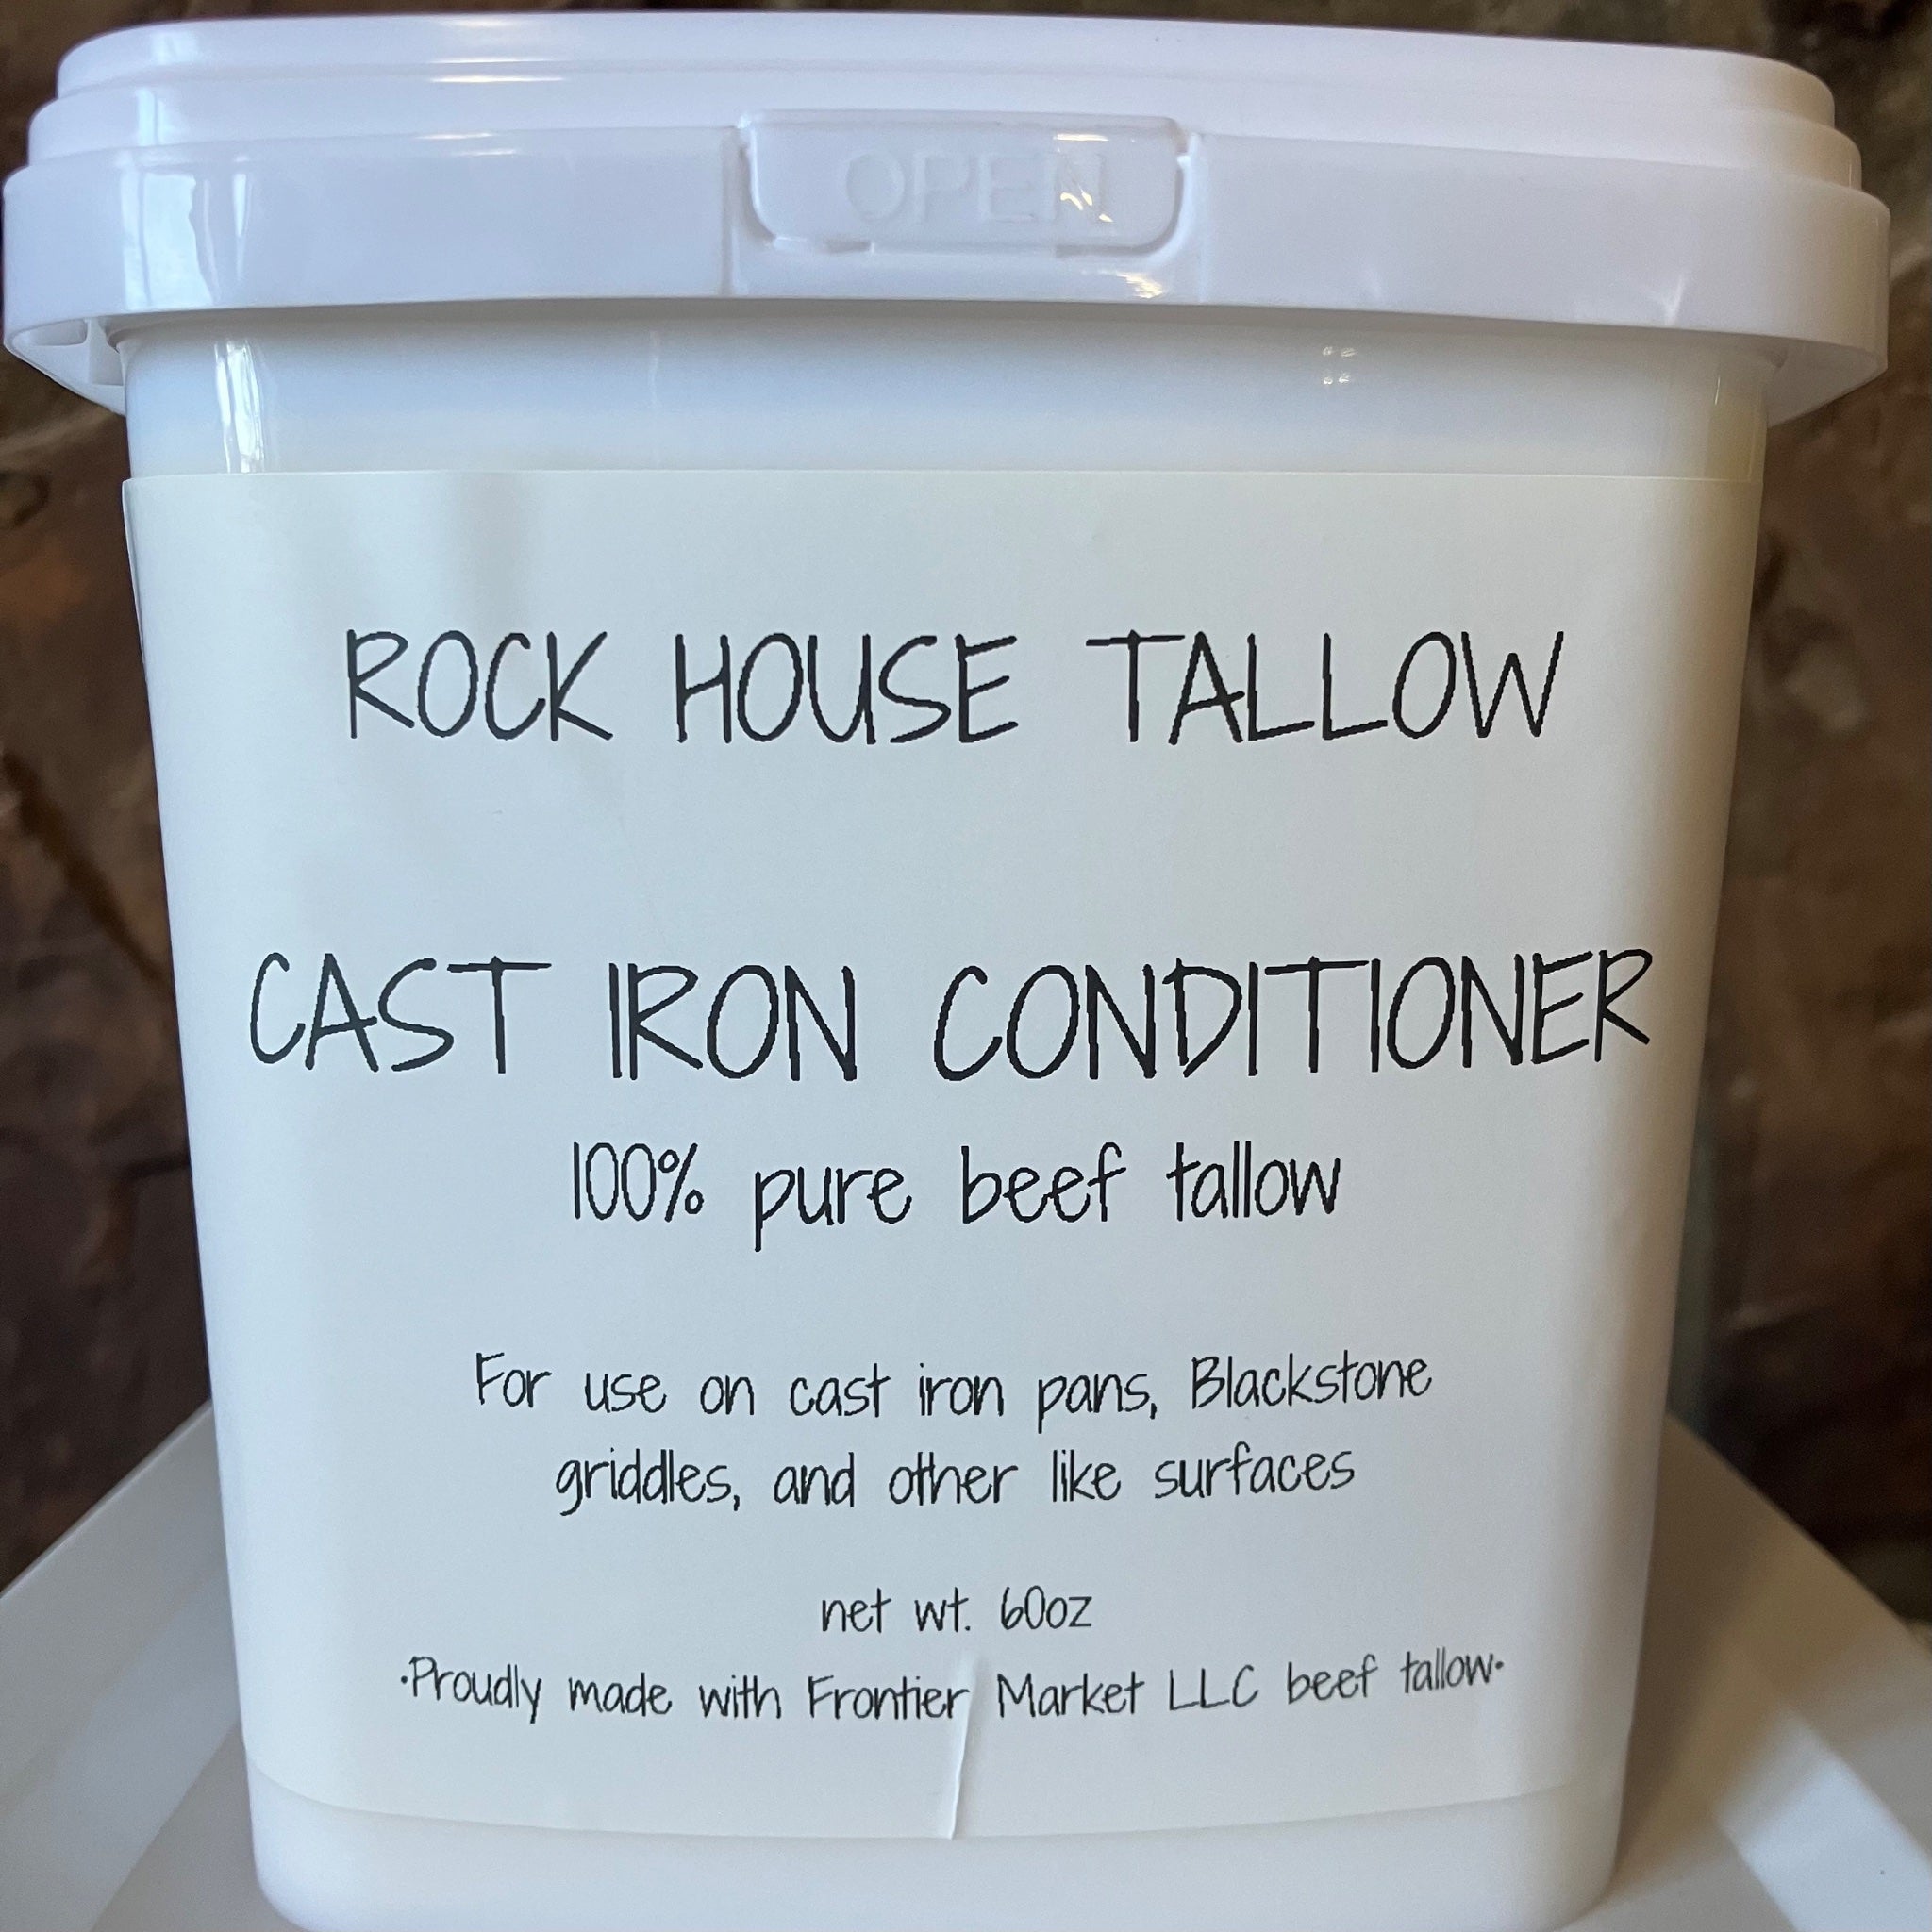 OPEN
ROCK HOUSE TALLOW
CAST IRON CONDITIONER
100% pure beef tallow
For use on cast iron pans, Blackstone
griddles, and other like surfaces
net wt. 60oz
•Proudly made with Frontier Market LLC beef tallow•